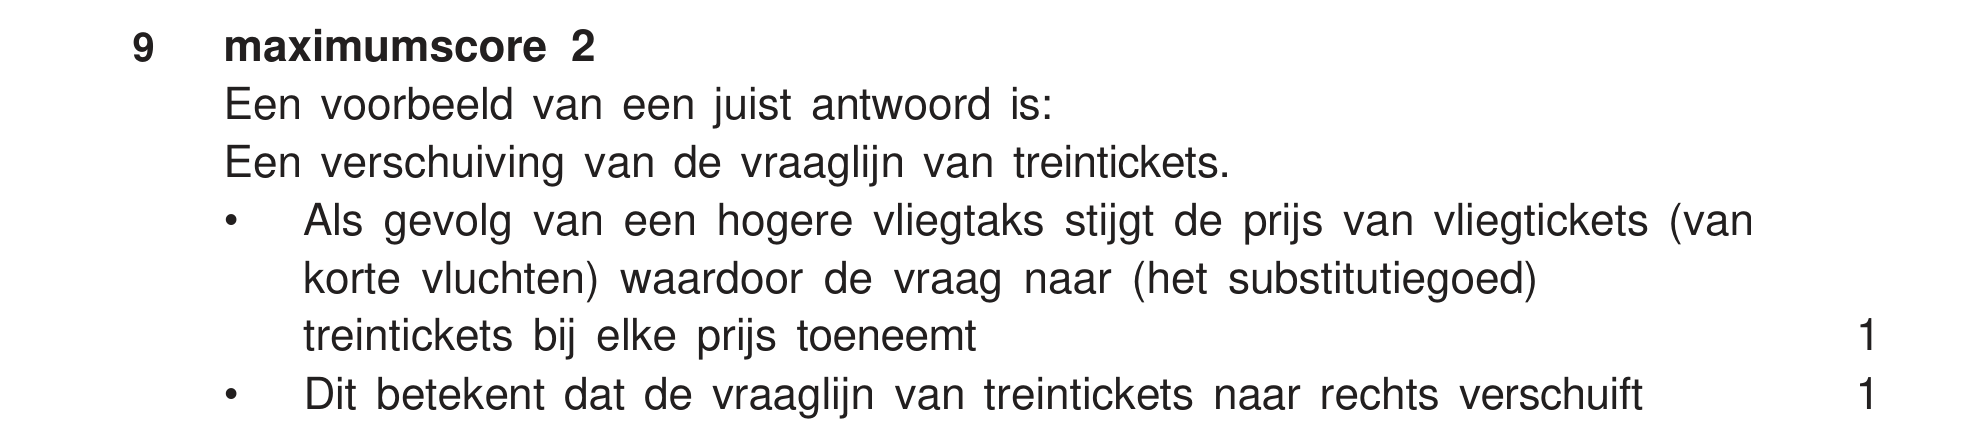 9 maximumscore 2
Een voorbeeld van een juist antwoord is:
Een verschuiving van de vraaglijn van treintickets.
• Als gevolg van een hogere vliegtaks stijgt de prijs van vliegtickets (van
korte vluchten) waardoor de vraag naar (het substitutiegoed)
treintickets bij elke prijs toeneemt 1
• Dit betekent dat de vraaglijn van treintickets naar rechts verschuift 1